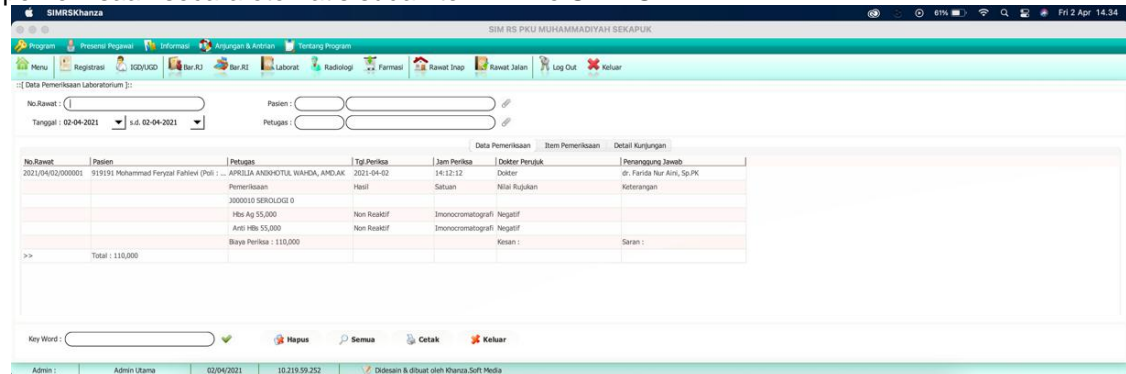 SIMRSKhanza 61% Fri 2 Apr 14.34
SIM RS PKU MUHAMMADIYAH SEKAPUK
Program Presensi Pegawai Informasi Anjungan & Antrian Tentang Program
Menu Registrasi IGD/UGD Bar.RJ Bar.RI Laborat Radiologi Farmasi Rawat Inap Rawat Jalan Log Out Keluar
::[ Data Pemeriksaan Laboratorium ]::
No.Rawat : Pasien :
Tanggal : 02-04-2021 s.d. 02-04-2021 Petugas :
Data Pemeriksaan Item Pemeriksaan Detail Kunjungan
No.Rawat Pasien Petugas Tgl.Periksa Jam Periksa Dokter Perujuk Penanggung Jawab
2021/04/02/000001 919191 Mohammad Feryzal Fahlevi (Poli : ... APRILIA ANIKHOTUL WAHDA, AMD.AK 2021-04-02 14:12:12 Dokter dr. Farida Nur Aini, Sp.PK
Pemeriksaan Hasil Satuan Nilai Rujukan Keterangan
J000010 SEROLOGI 0
Hbs Ag 55,000 Non Reaktif Imonocromatografi Negatif
Anti HBs 55,000 Non Reaktif Imonocromatografi Negatif
Biaya Periksa : 110,000 Kesan : Saran :
>> Total : 110,000
Key Word : Hapus Semua Cetak Keluar
Admin : Admin Utama 02/04/2021 10.219.59.252 Didesain & dibuat oleh Khanza.Soft Media